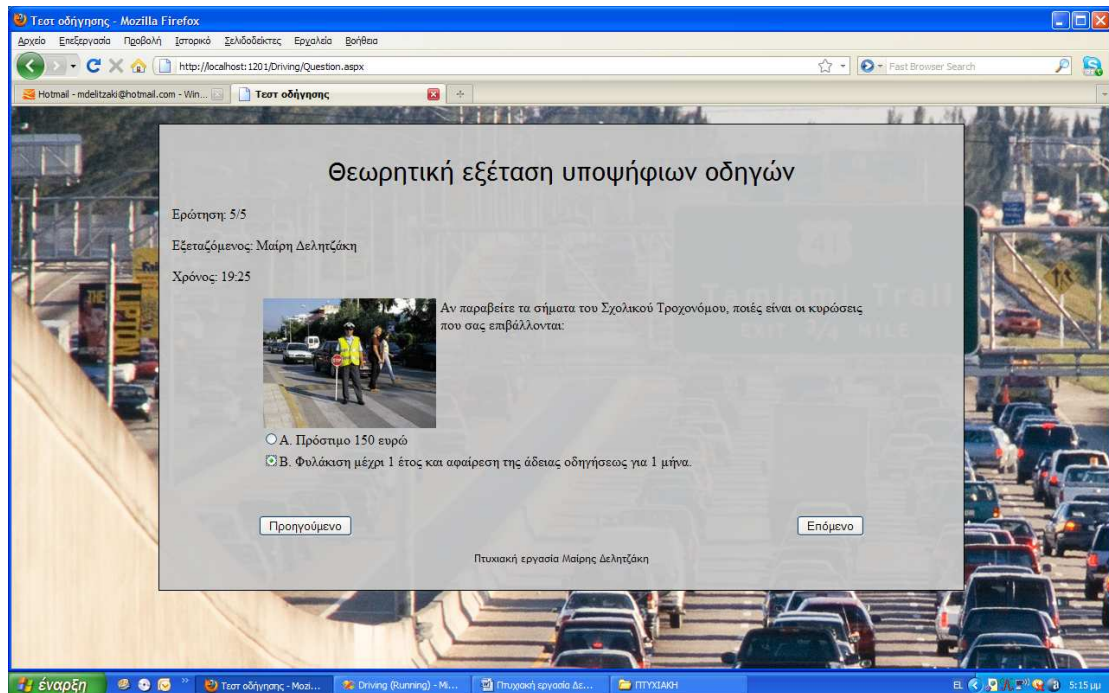 Τεστ οδήγησης - Mozilla Firefox
Αρχείο Επεξεργασία Προβολή Ιστορικό Σελιδοδείκτες Εργαλεία Βοήθεια
http://localhost:1201/Driving/Question.aspx Fast Browser Search
Hotmail - mdelitzaki@hotmail.com - Win... Τεστ οδήγησης
Θεωρητική εξέταση υποψήφιων οδηγών
Ερώτηση: 5/5
Εξεταζόμενος: Μαίρη Δελητζάκη
Χρόνος: 19:25
Αν παραβείτε τα σήματα του Σχολικού Τροχονόμου, ποιές είναι οι κυρώσεις
που σας επιβάλλονται:
Α. Πρόστιμο 150 ευρώ
Β. Φυλάκιση μέχρι 1 έτος και αφαίρεση της άδειας οδηγήσεως για 1 μήνα.
Προηγούμενο Επόμενο
Πτυχιακή εργασία Μαίρης Δελητζάκη
έναρξη Τεστ οδήγησης - Mozi... Driving (Running) - Mi... Πτυχιακή εργασία Δε... ΠΤΥΧΙΑΚΗ EL 5:15 μμ